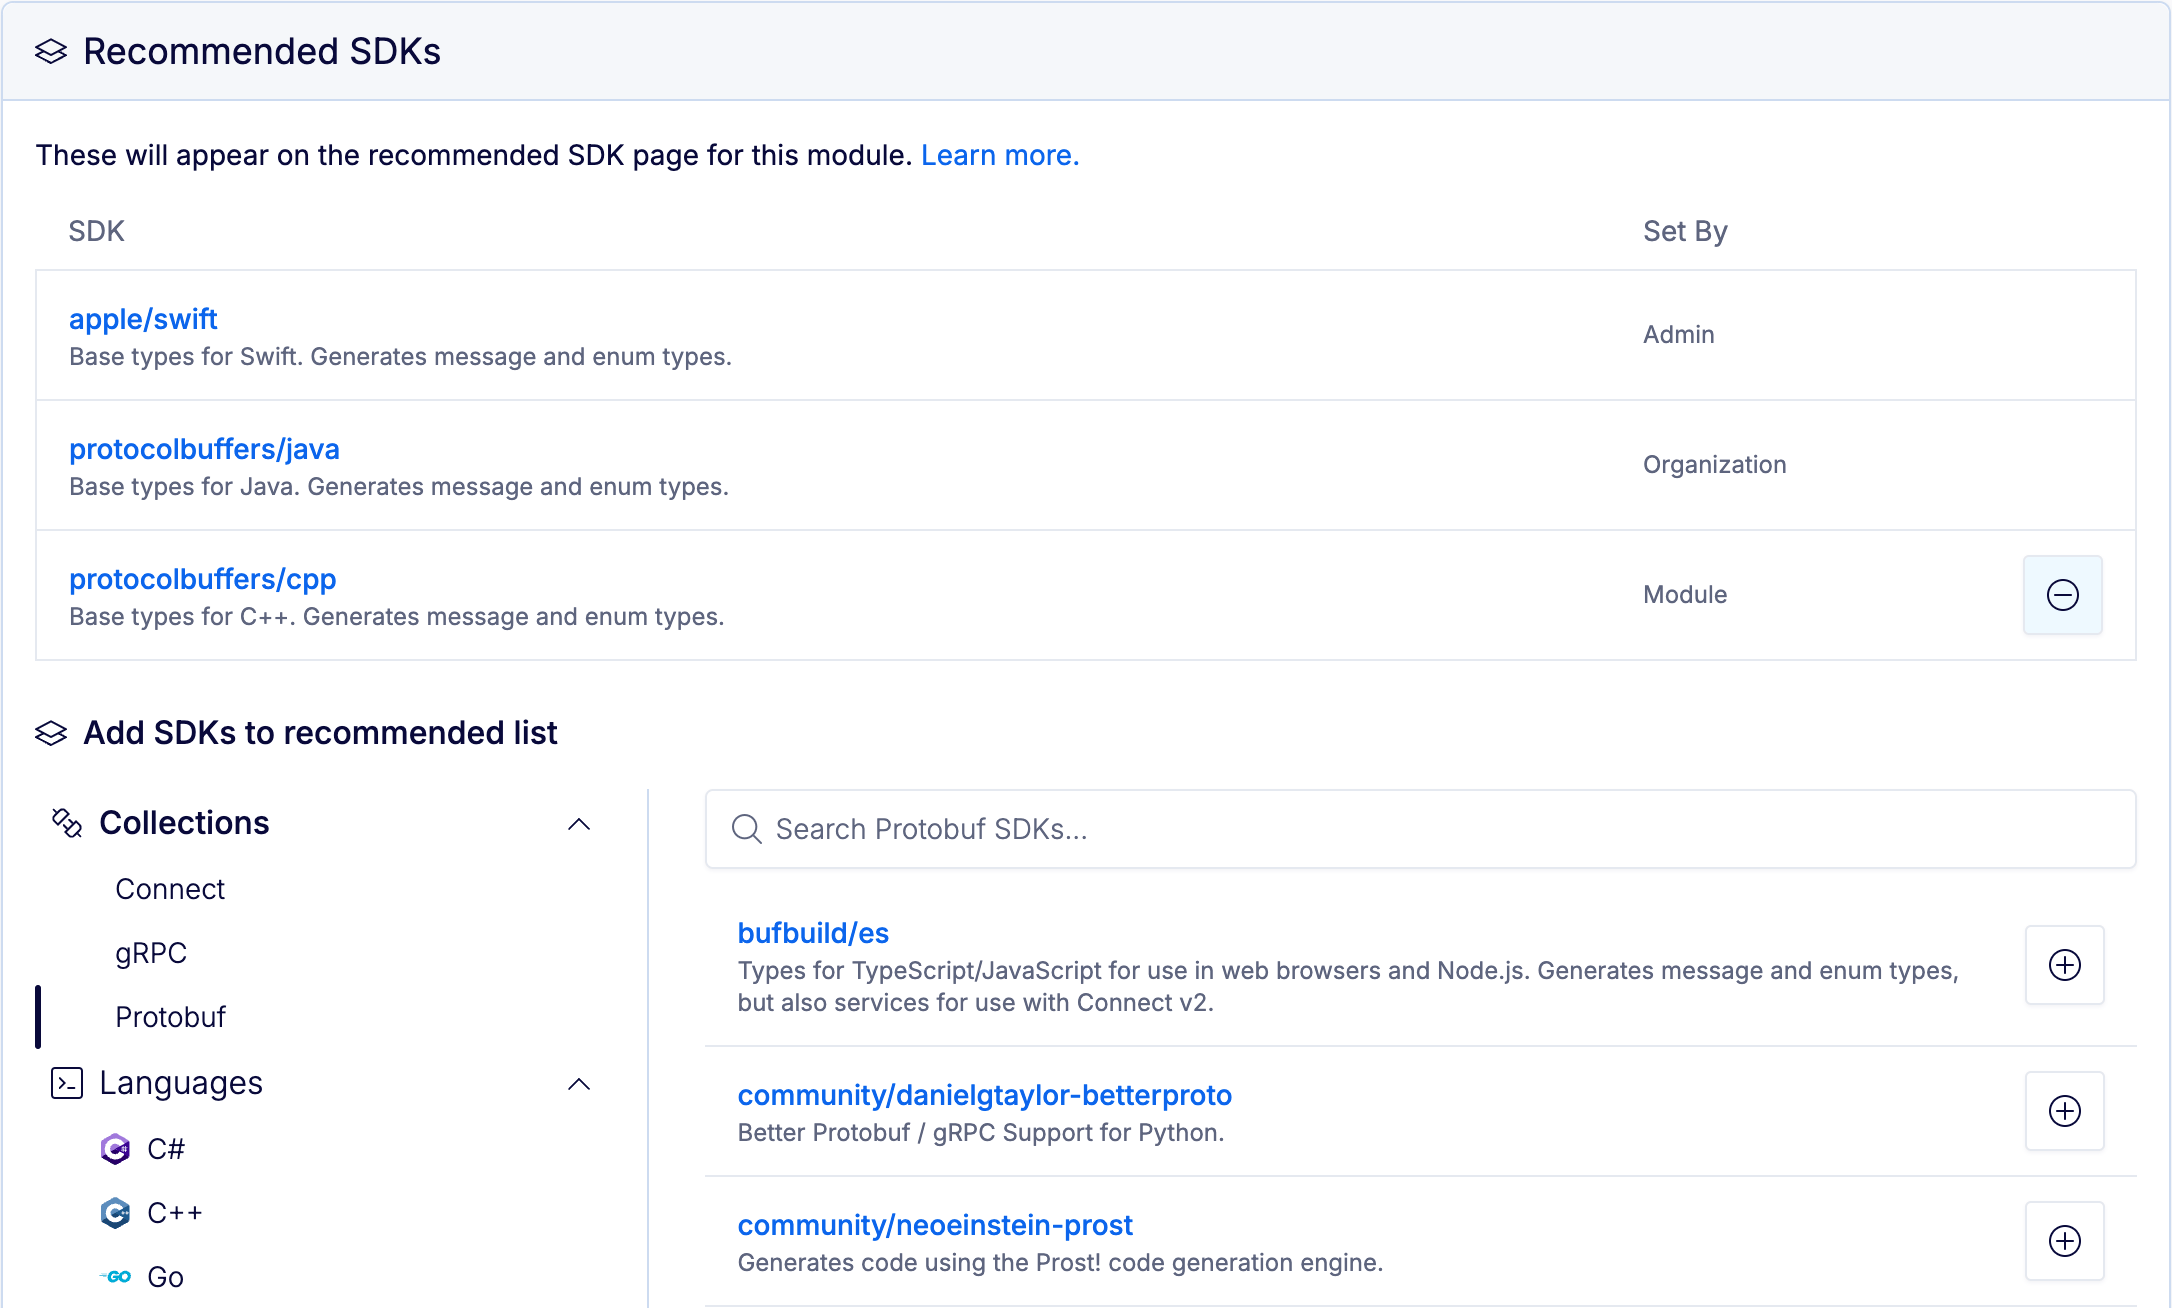 Recommended SDKs
These will appear on the recommended SDK page for this module. Learn more.
SDK Set By
apple/swift
Base types for Swift. Generates message and enum types.
Admin
protocolbuffers/java
Base types for Java. Generates message and enum types.
Organization
protocolbuffers/cpp
Base types for C++. Generates message and enum types.
Module
Add SDKs to recommended list
Collections
Connect
gRPC
Protobuf
Languages
C#
C++
GO Go
Search Protobuf SDKs...
bufbuild/es
Types for TypeScript/JavaScript for use in web browsers and Node.js. Generates message and enum types,
but also services for use with Connect v2.
community/danielgtaylor-betterproto
Better Protobuf / gRPC Support for Python.
community/neoeinstein-prost
Generates code using the Prost! code generation engine.